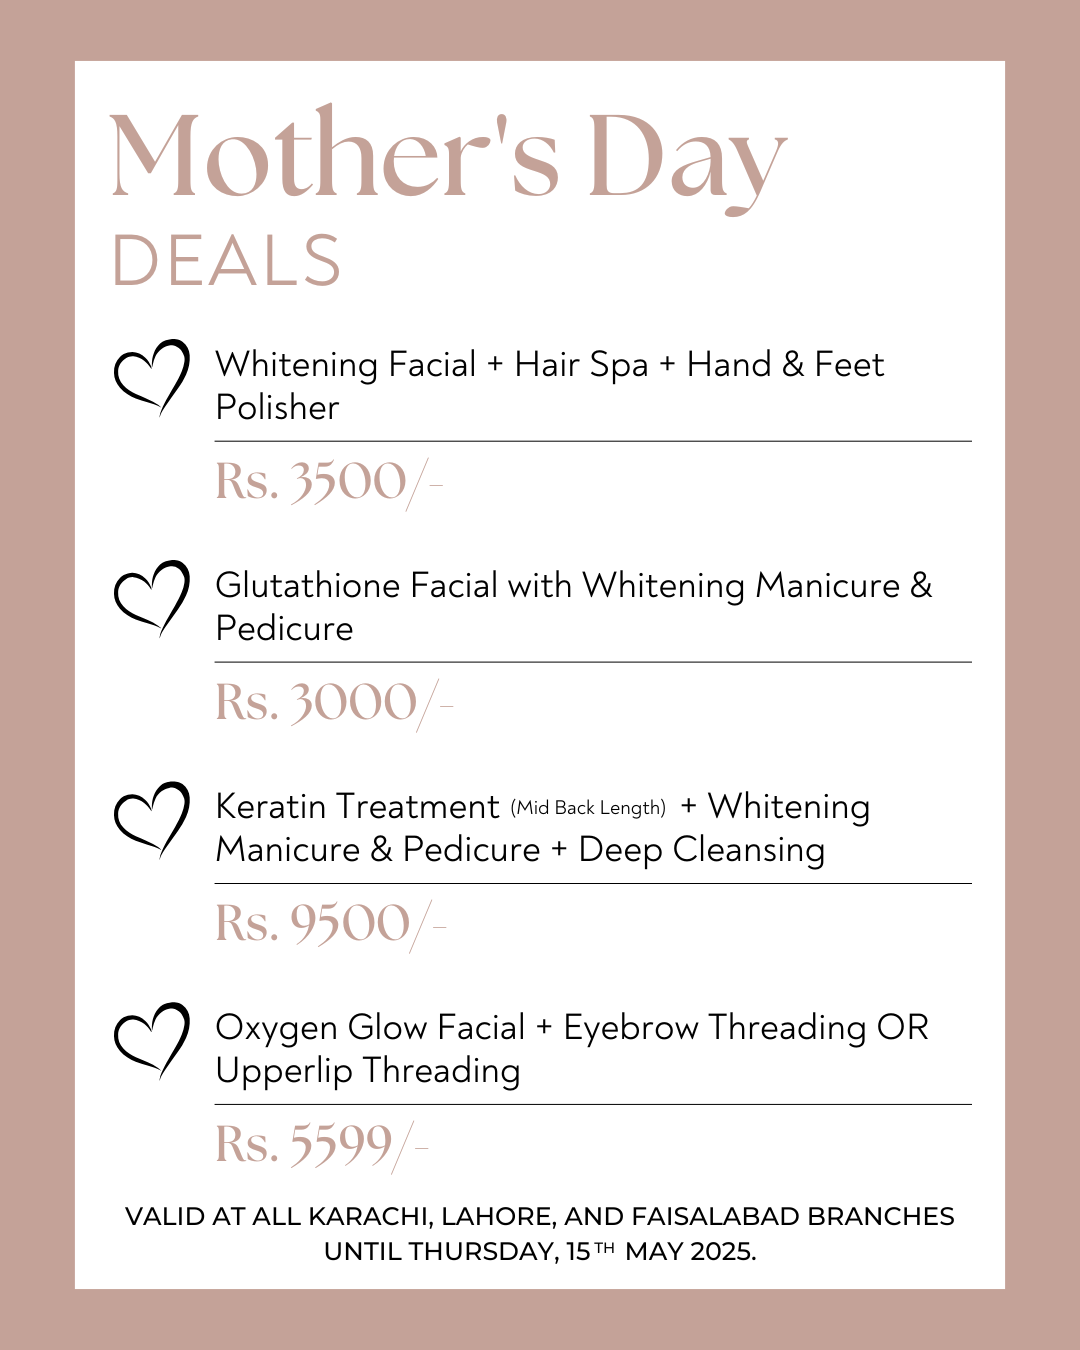 Mother's Day
DEALS
Whitening Facial + Hair Spa + Hand & Feet
Polisher
Rs. 3500/-
Glutathione Facial with Whitening Manicure &
Pedicure
Rs. 3000/-
Keratin Treatment (Mid Back Length) + Whitening
Manicure & Pedicure + Deep Cleansing
Rs. 9500/-
Oxygen Glow Facial + Eyebrow Threading OR
Upperlip Threading
Rs. 5599/-
VALID AT ALL KARACHI, LAHORE, AND FAISALABAD BRANCHES
UNTIL THURSDAY, 15TH MAY 2025.